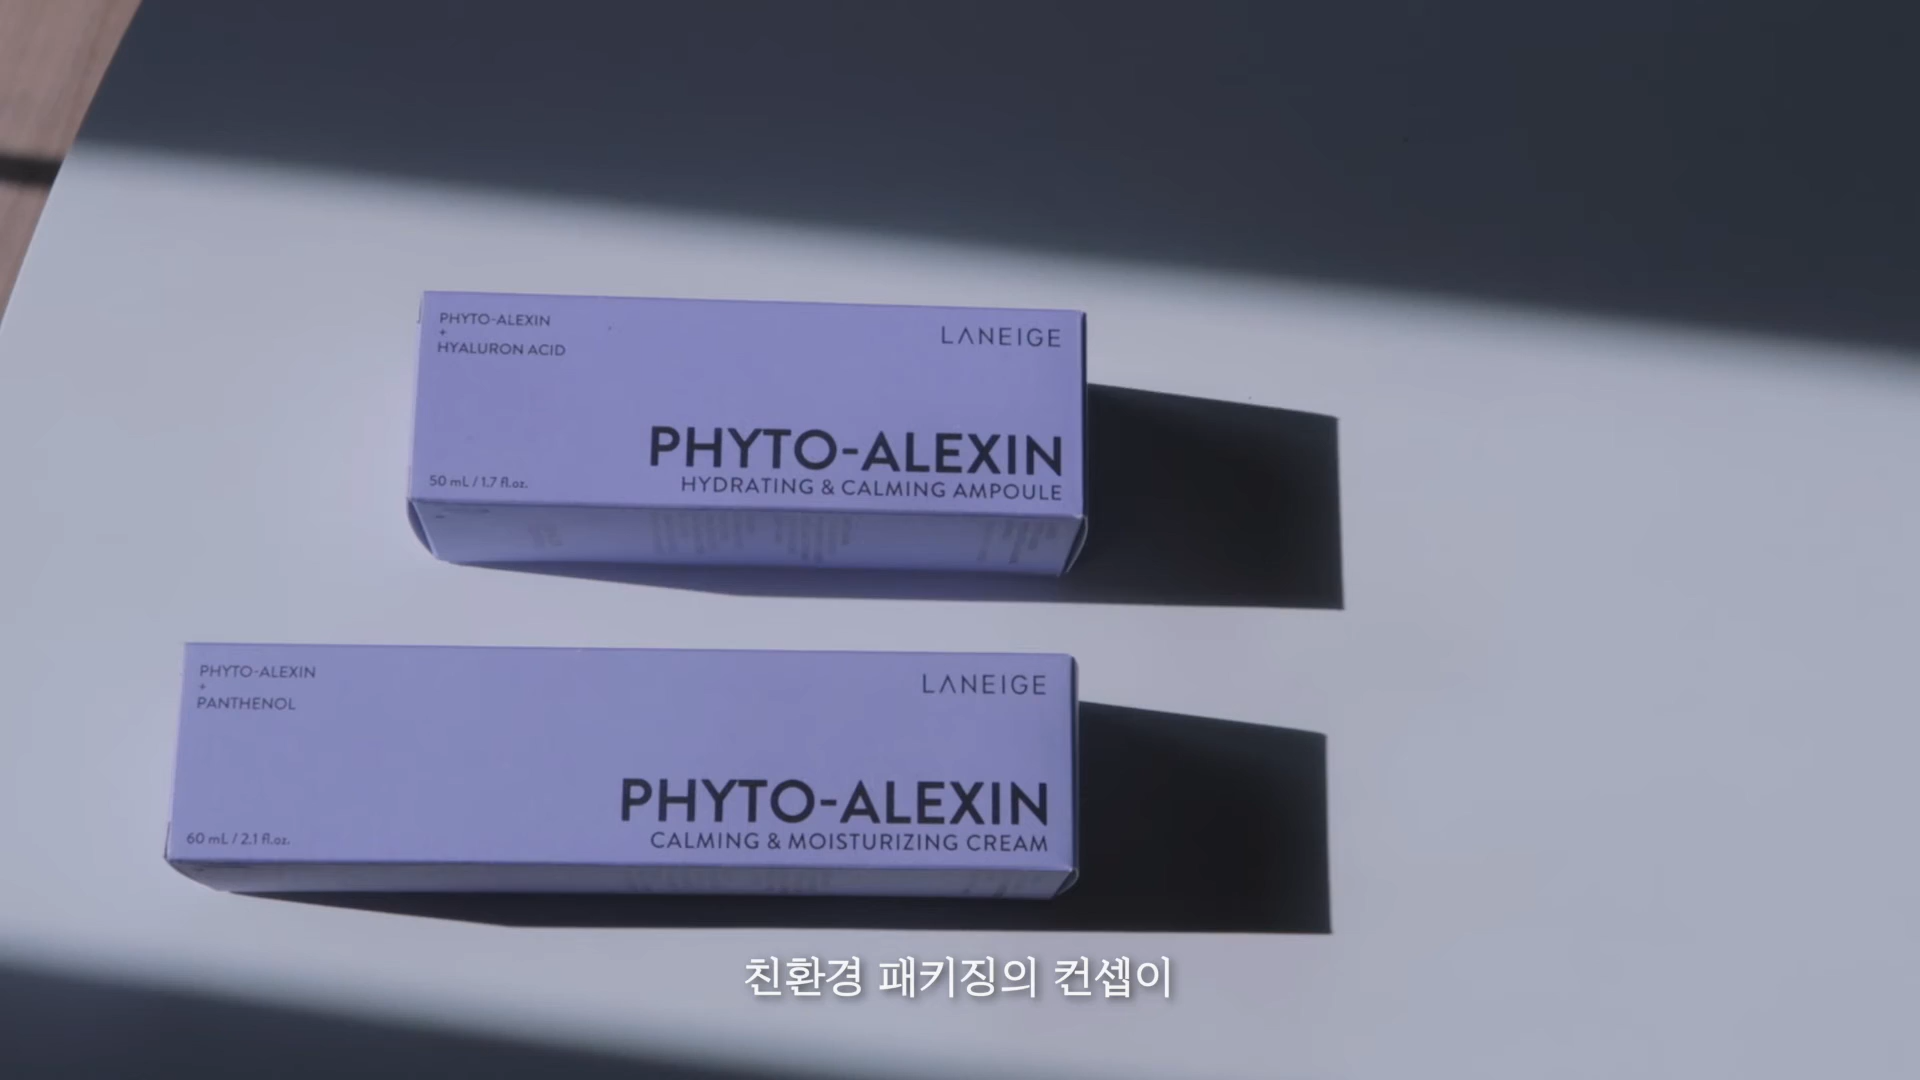 PHYTO-ALEXIN
+
HYALURON ACID
LANEIGE
PHYTO-ALEXIN
HYDRATING & CALMING AMPOULE
50 mL / 1.7 fl.oz.
PHYTO-ALEXIN
+
PANTHENOL
LANEIGE
PHYTO-ALEXIN
CALMING & MOISTURIZING CREAM
60 mL / 2.1 fl.oz.
친환경 패키징의 컨셉이